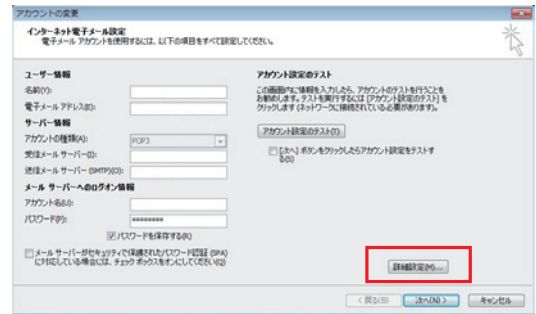 アカウントの変更
インターネット電子メール設定
電子メール アカウントを使用するには、以下の項目をすべて設定してください。
ユーザー情報
名前(Y):
電子メール アドレス(E):
サーバー情報
アカウントの種類(A):
POP3
受信メール サーバー(I):
送信メール サーバー (SMTP)(O):
メール サーバーへのログオン情報
アカウント名(U):
パスワード(P):
********
パスワードを保存する(R)
メール サーバーがセキュリティで保護されたパスワード認証 (SPA)
に対応している場合には、チェック ボックスをオンにしてください(Q)
アカウント設定のテスト
この画面内に情報を入力したら、アカウントのテストを行うことを
お勧めします。テストを実行するには [アカウント設定のテスト] を
クリックします (ネットワークに接続されている必要があります)。
アカウント設定のテスト(T)
[次へ] ボタンをクリックしたらアカウント設定をテストす
る(S)
詳細設定(M)...
< 戻る(B)
次へ(N) >
キャンセル